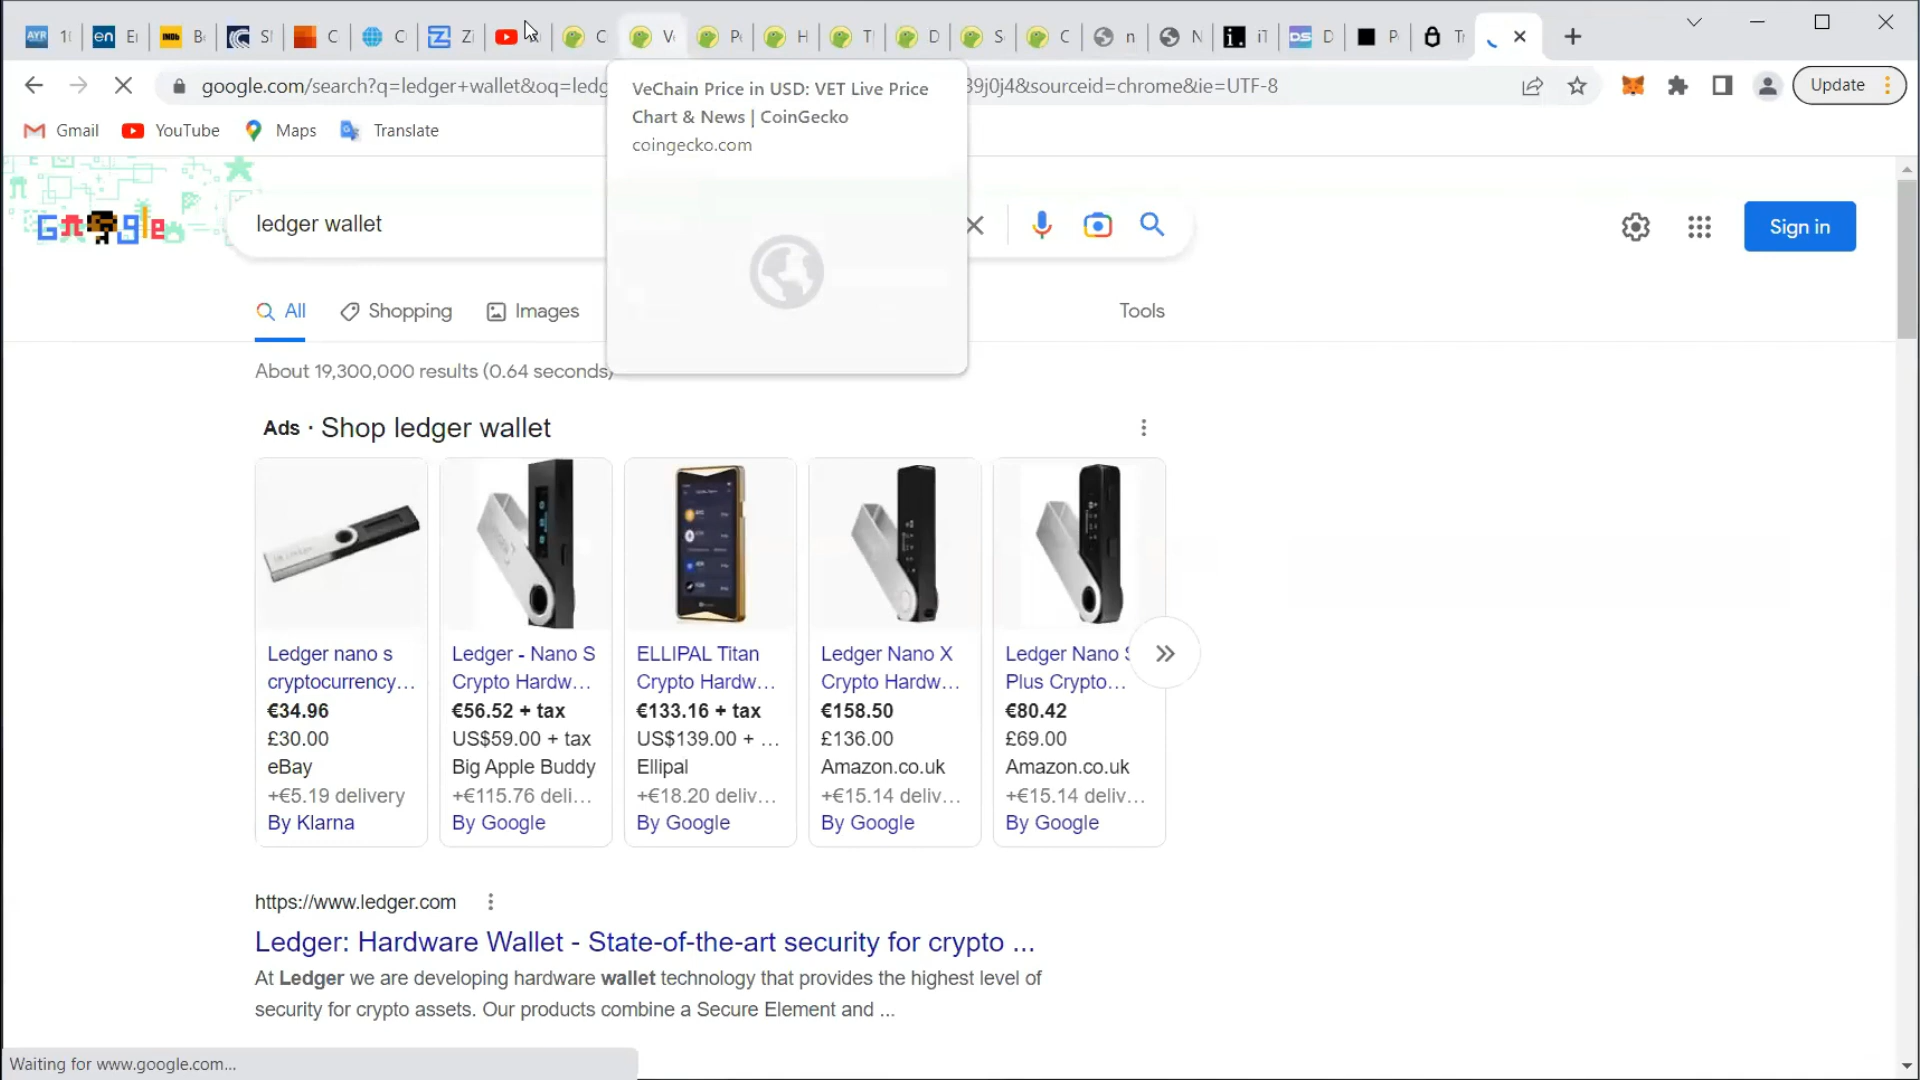 google.com/search?q=ledger+wallet&oq=ledg
39j0j4&sourceid=chrome&ie=UTF-8
Update
Gmail
YouTube
Maps
Translate
VeChain Price in USD: VET Live Price
Chart & News | CoinGecko
coingecko.com
Google
ledger wallet
Sign in
All
Shopping
Images
Tools
About 19,300,000 results (0.64 seconds)
Ads · Shop ledger wallet
Ledger nano s
cryptocurrency...
€34.96
£30.00
eBay
+€5.19 delivery
By Klarna
Ledger - Nano S
Crypto Hardw...
€56.52 + tax
US$59.00 + tax
Big Apple Buddy
+€115.76 deli...
By Google
ELLIPAL Titan
Crypto Hardw...
€133.16 + tax
US$139.00 + ...
Ellipal
+€18.20 deliv...
By Google
Ledger Nano X
Crypto Hardw...
€158.50
£136.00
Amazon.co.uk
+€15.14 deliv...
By Google
Ledger Nano S
Plus Crypto...
€80.42
£69.00
Amazon.co.uk
+€15.14 deliv...
By Google
https://www.ledger.com
Ledger: Hardware Wallet - State-of-the-art security for crypto ...
At Ledger we are developing hardware wallet technology that provides the highest level of
security for crypto assets. Our products combine a Secure Element and ...
Waiting for www.google.com...